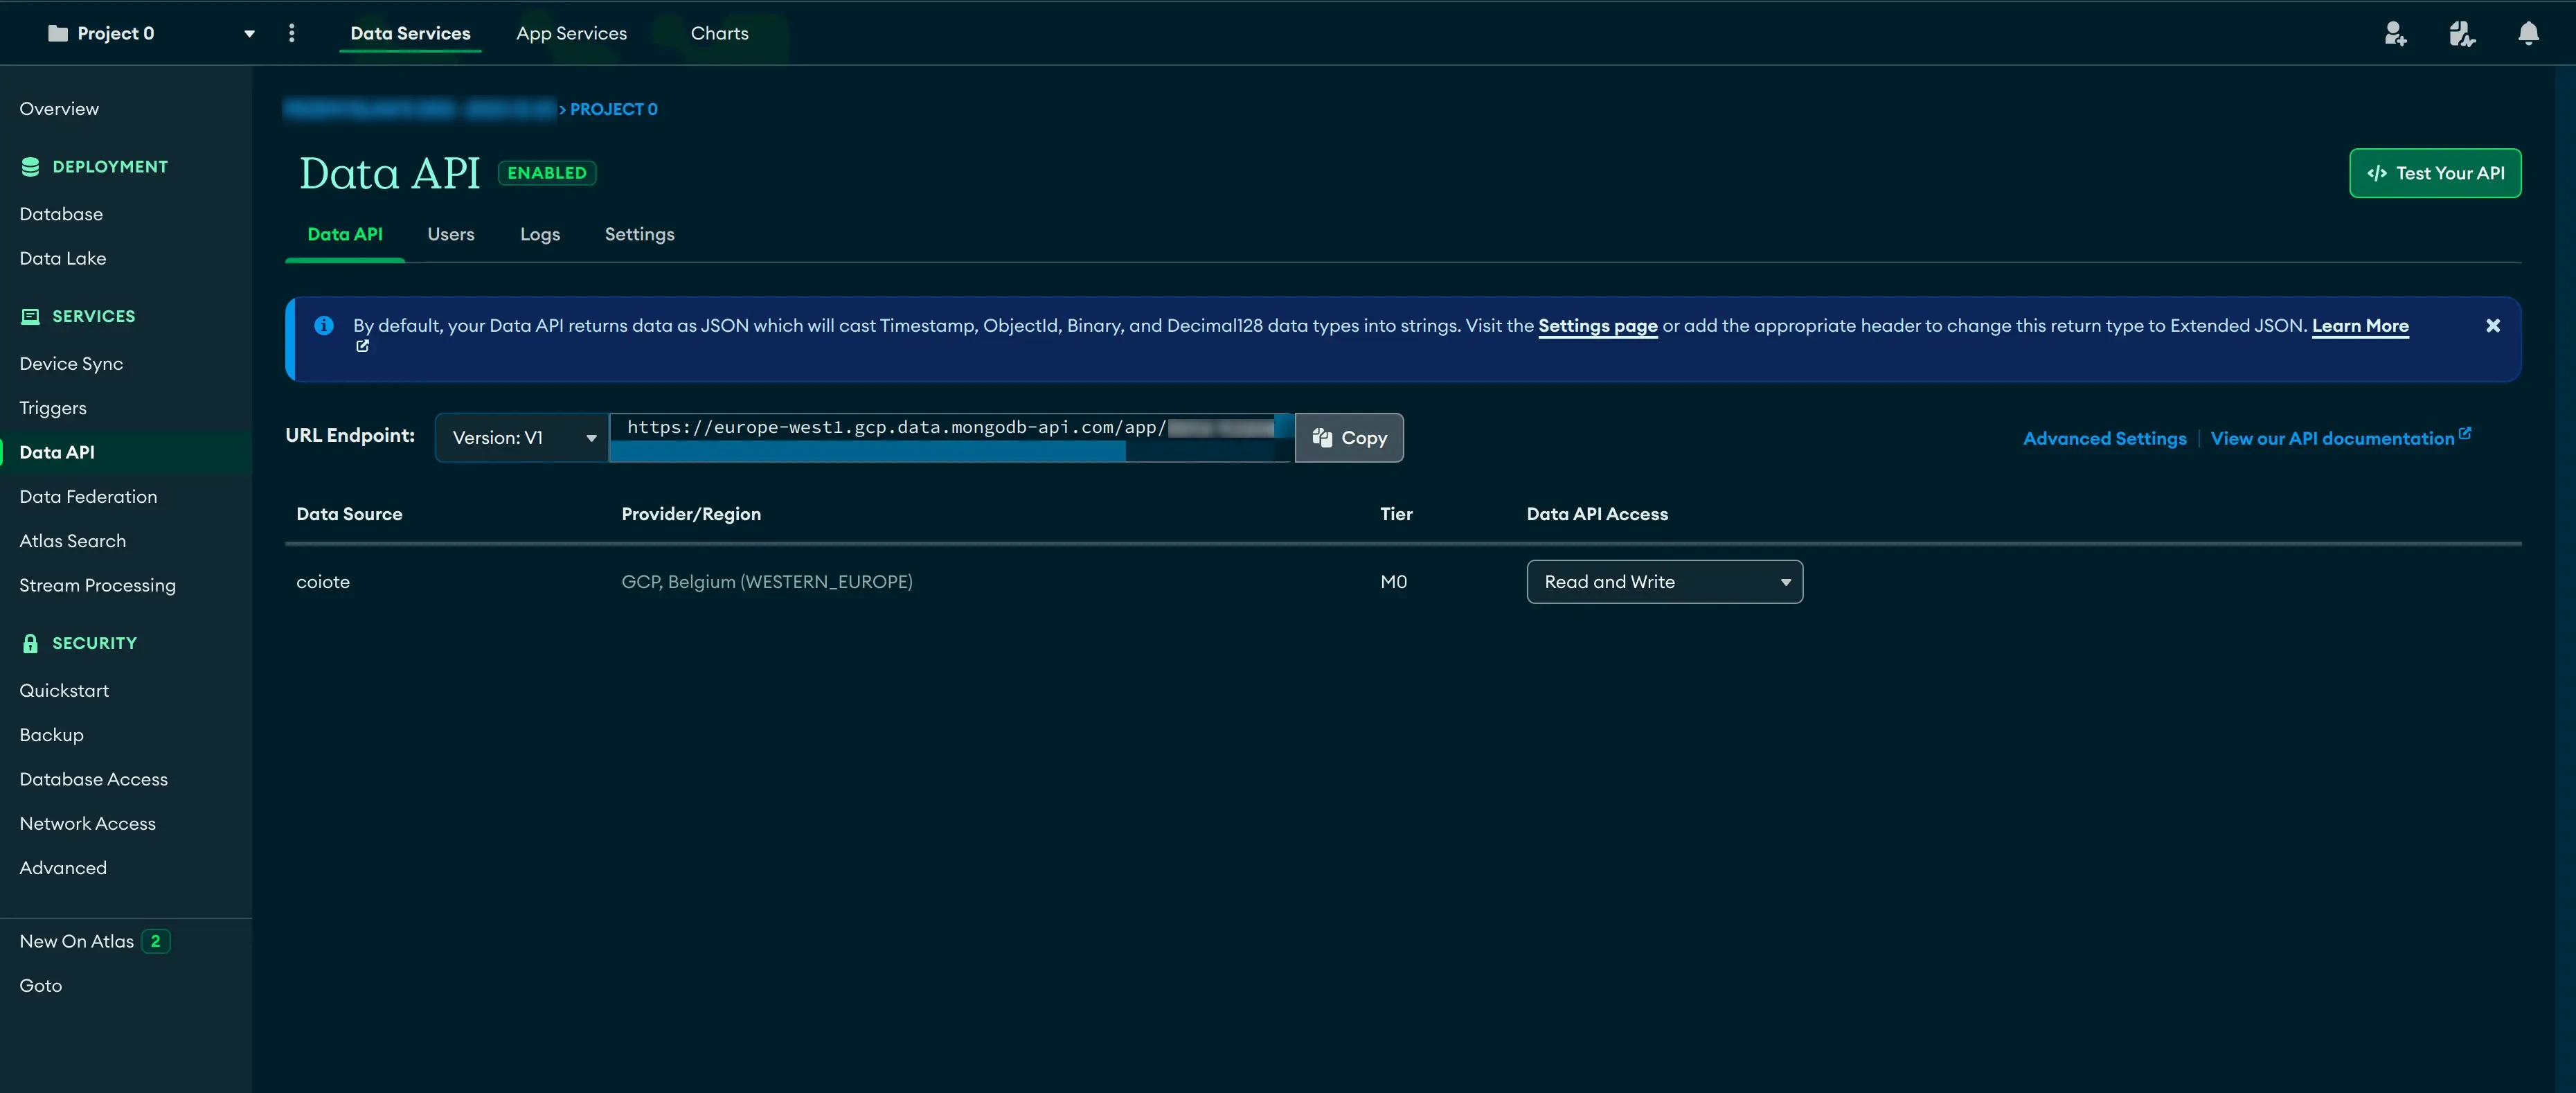 Project 0
Data Services
App Services
Charts
Overview
DEPLOYMENT
Database
Data Lake
SERVICES
Device Sync
Triggers
Data API
Data Federation
Atlas Search
Stream Processing
SECURITY
Quickstart
Backup
Database Access
Network Access
Advanced
New On Atlas 2
Goto
> PROJECT 0
Data API ENABLED
</> Test Your API
Data API
Users
Logs
Settings
By default, your Data API returns data as JSON which will cast Timestamp, ObjectId, Binary, and Decimal128 data types into strings. Visit the Settings page or add the appropriate header to change this return type to Extended JSON. Learn More
URL Endpoint:
Version: V1
https://europe-west1.gcp.data.mongodb-api.com/app/
Copy
Advanced Settings | View our API documentation
Data Source
Provider/Region
Tier
Data API Access
coiote
GCP, Belgium (WESTERN_EUROPE)
M0
Read and Write